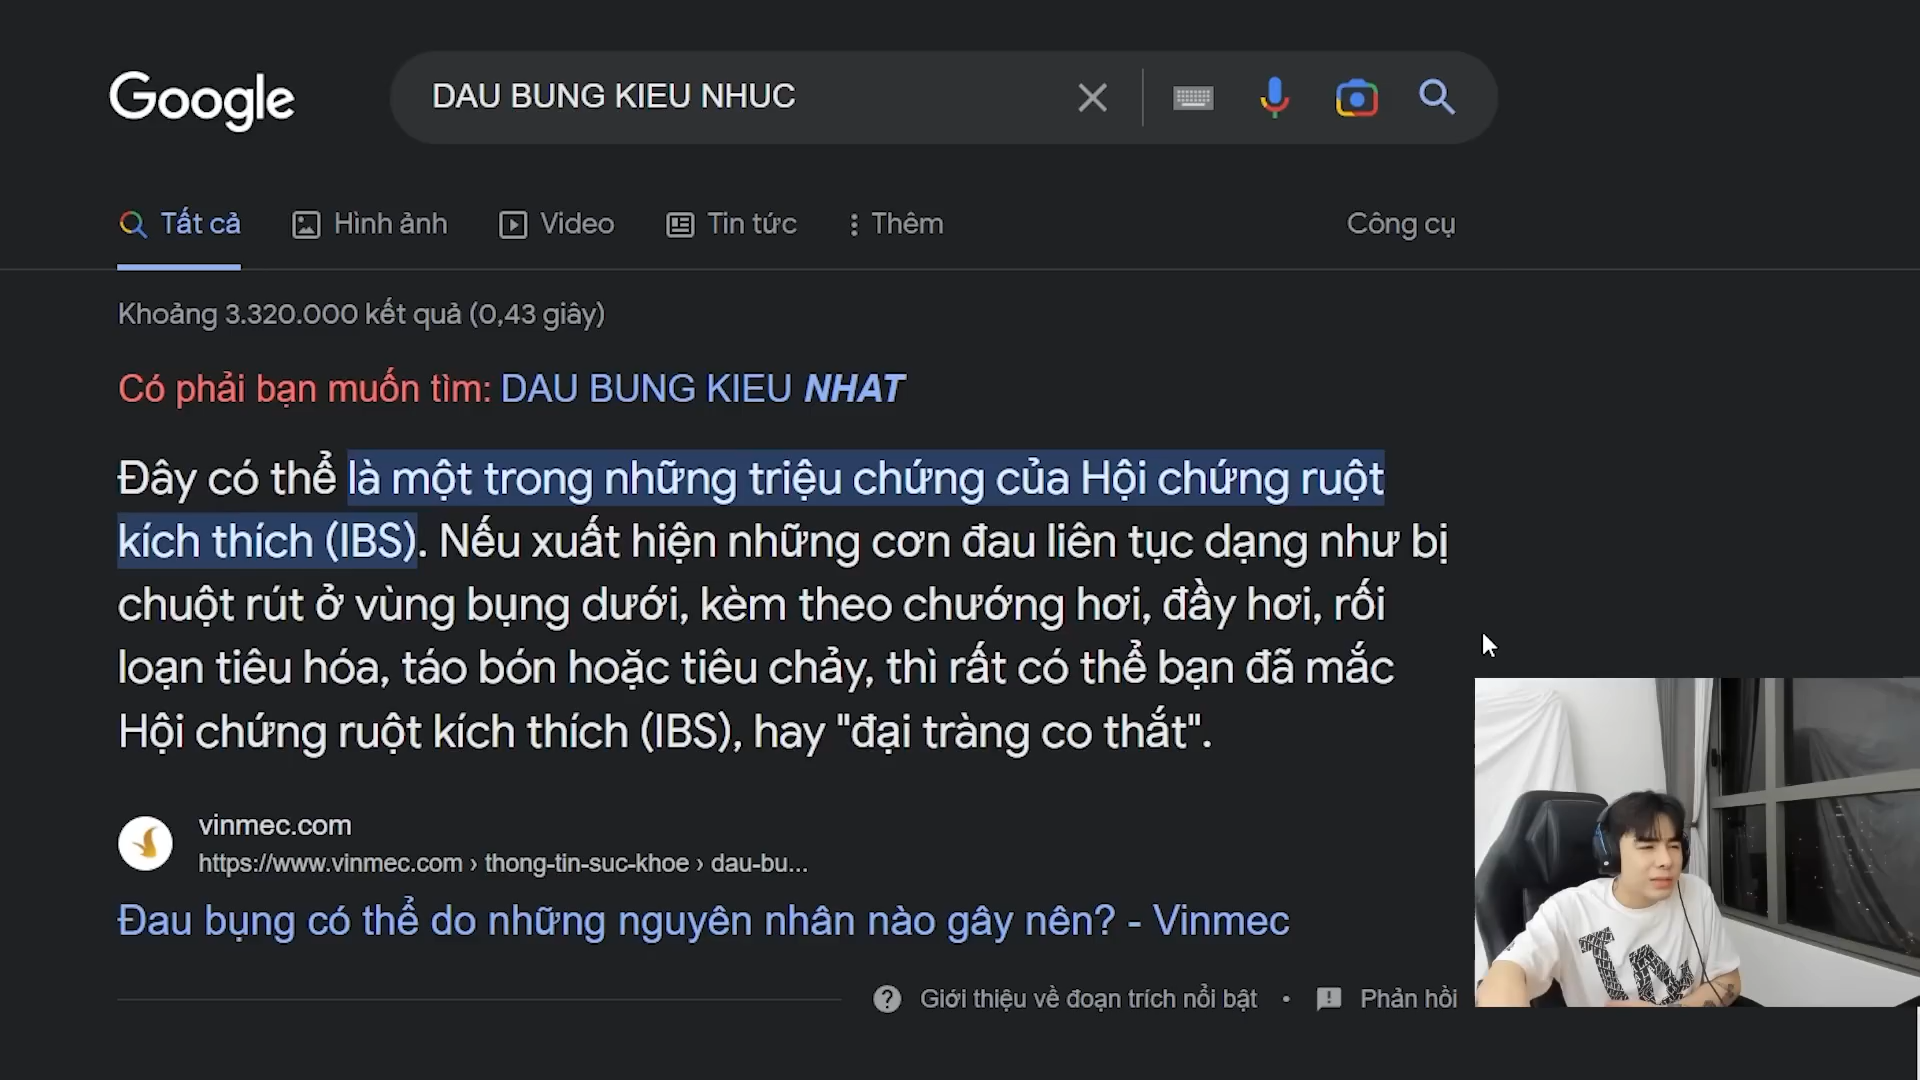 Google
DAU BUNG KIEU NHUC
Tất cả
Hình ảnh
Video
Tin tức
Thêm
Công cụ
Khoảng 3.320.000 kết quả (0,43 giây)
Có phải bạn muốn tìm: DAU BUNG KIEU NHAT
Đây có thể là một trong những triệu chứng của Hội chứng ruột
kích thích (IBS). Nếu xuất hiện những cơn đau liên tục dạng như bị
chuột rút ở vùng bụng dưới, kèm theo chướng hơi, đầy hơi, rối
loạn tiêu hóa, táo bón hoặc tiêu chảy, thì rất có thể bạn đã mắc
Hội chứng ruột kích thích (IBS), hay "đại tràng co thắt".
vinmec.com
https://www.vinmec.com › thong-tin-suc-khoe › dau-bu...
Đau bụng có thể do những nguyên nhân nào gây nên? - Vinmec
Giới thiệu về đoạn trích nổi bật • Phản hồi